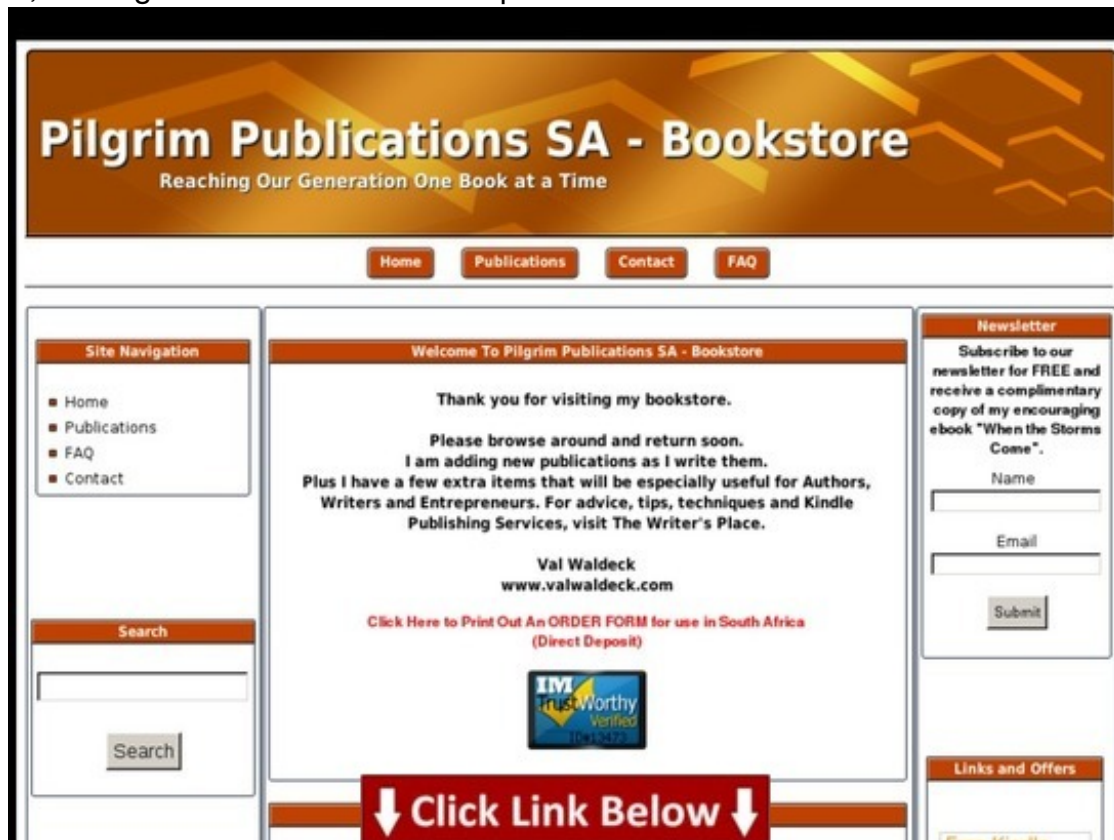 Pilgrim Publications SA - Bookstore
Reaching Our Generation One Book at a Time
Home
Publications
Contact
FAQ
Site Navigation
Home
Publications
FAQ
Contact
Search
Search
Welcome To Pilgrim Publications SA - Bookstore
Thank you for visiting my bookstore.
Please browse around and return soon.
I am adding new publications as I write them.
Plus I have a few extra items that will be especially useful for Authors,
Writers and Entrepreneurs. For advice, tips, techniques and Kindle
Publishing Services, visit The Writer's Place.
Val Waldeck
www.valwaldeck.com
Click Here to Print Out An ORDER FORM for use in South Africa
(Direct Deposit)
IM
TrustWorthy
Verified
ID#13473
Click Link Below
Newsletter
Subscribe to our
newsletter for FREE and
receive a complimentary
copy of my encouraging
ebook "When the Storms
Come".
Name
Email
Submit
Links and Offers